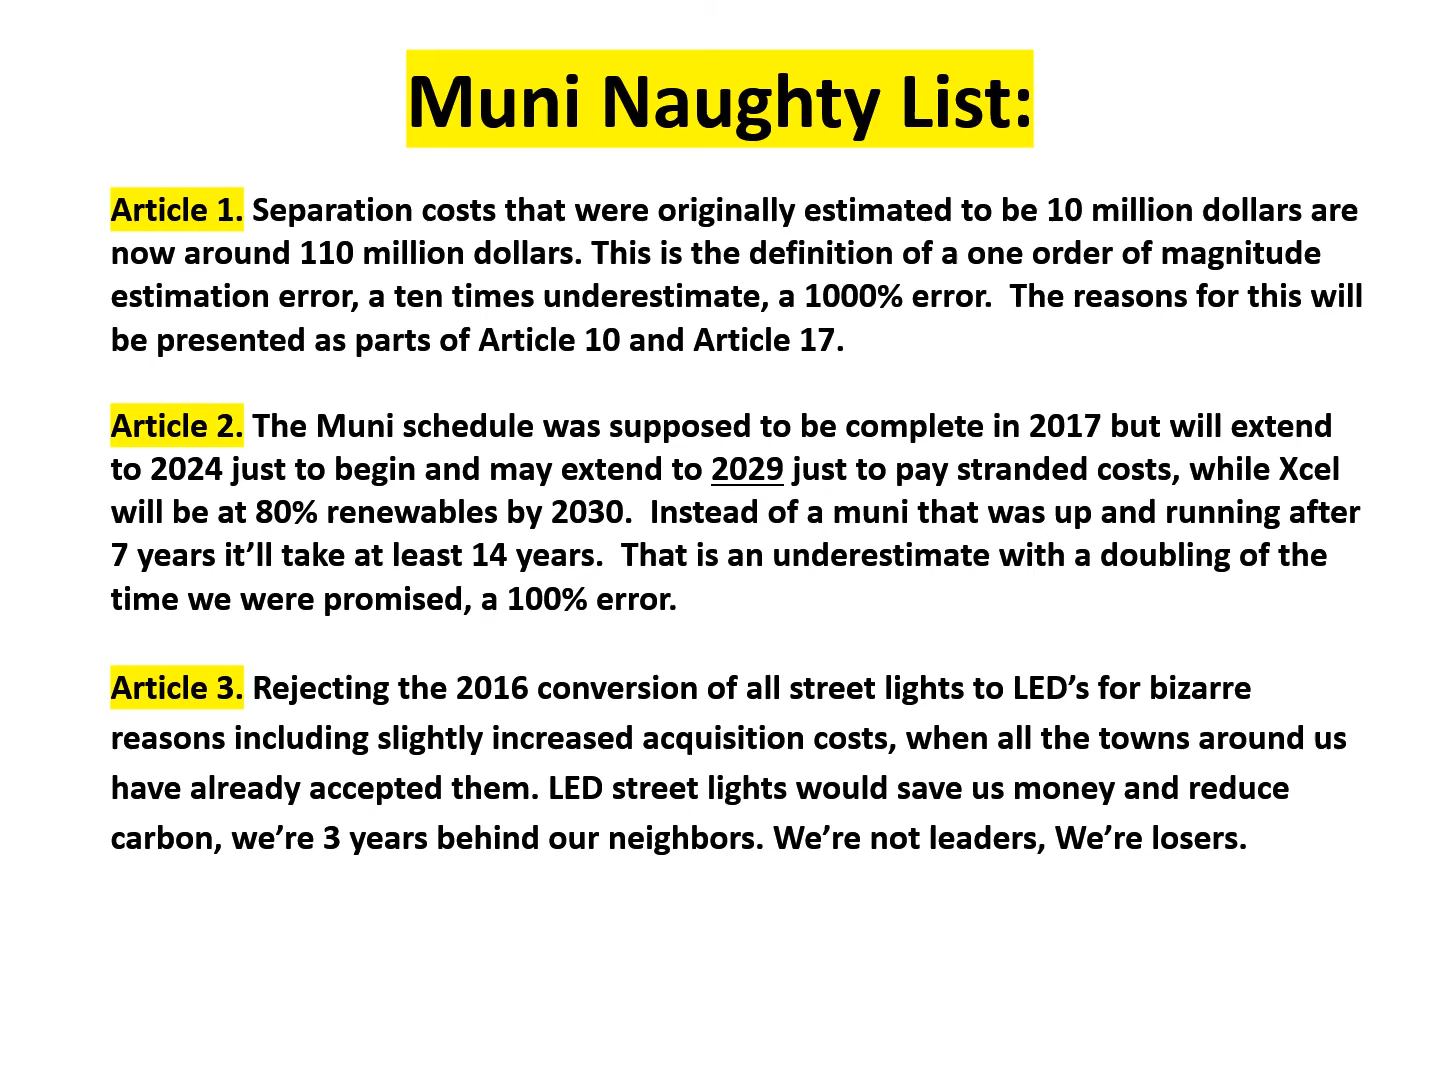 Muni Naughty List:
Article 1. Separation costs that were originally estimated to be 10 million dollars are
now around 110 million dollars. This is the definition of a one order of magnitude
estimation error, a ten times underestimate, a 1000% error.  The reasons for this will
be presented as parts of Article 10 and Article 17.
Article 2. The Muni schedule was supposed to be complete in 2017 but will extend
to 2024 just to begin and may extend to 2029 just to pay stranded costs, while Xcel
will be at 80% renewables by 2030.  Instead of a muni that was up and running after
7 years it’ll take at least 14 years.  That is an underestimate with a doubling of the
time we were promised, a 100% error.
Article 3. Rejecting the 2016 conversion of all street lights to LED’s for bizarre
reasons including slightly increased acquisition costs, when all the towns around us
have already accepted them. LED street lights would save us money and reduce
carbon, we’re 3 years behind our neighbors. We’re not leaders, We’re losers.